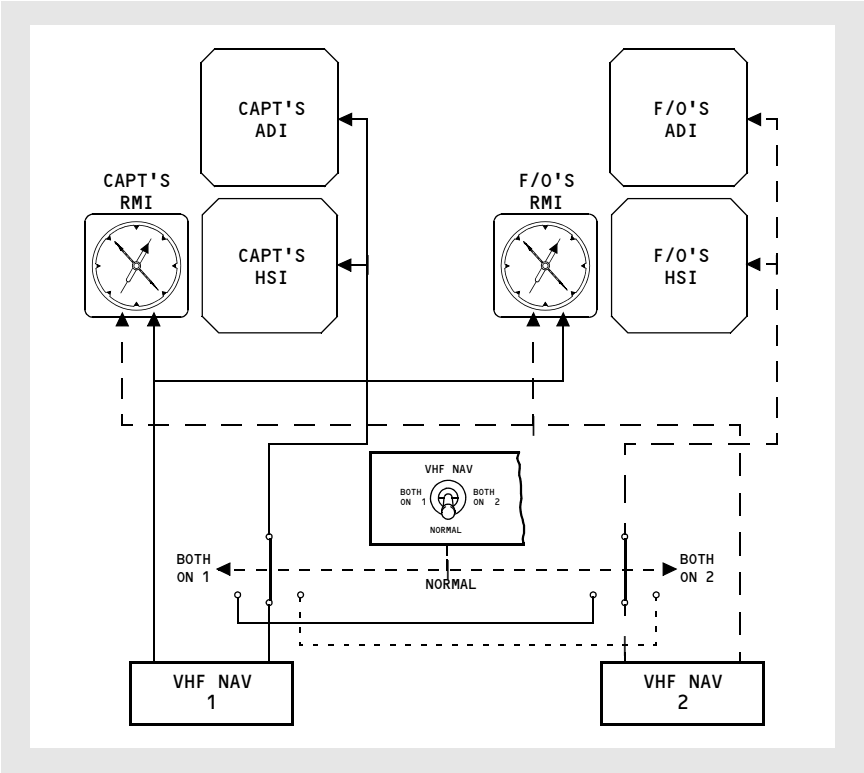 CAPT'S
ADI
F/O'S
ADI
CAPT'S
RMI
F/O'S
RMI
CAPT'S
HSI
F/O'S
HSI
VHF NAV
BOTH
ON 1
BOTH
ON 2
NORMAL
BOTH
ON 1
BOTH
ON 2
NORMAL
VHF NAV
1
VHF NAV
2